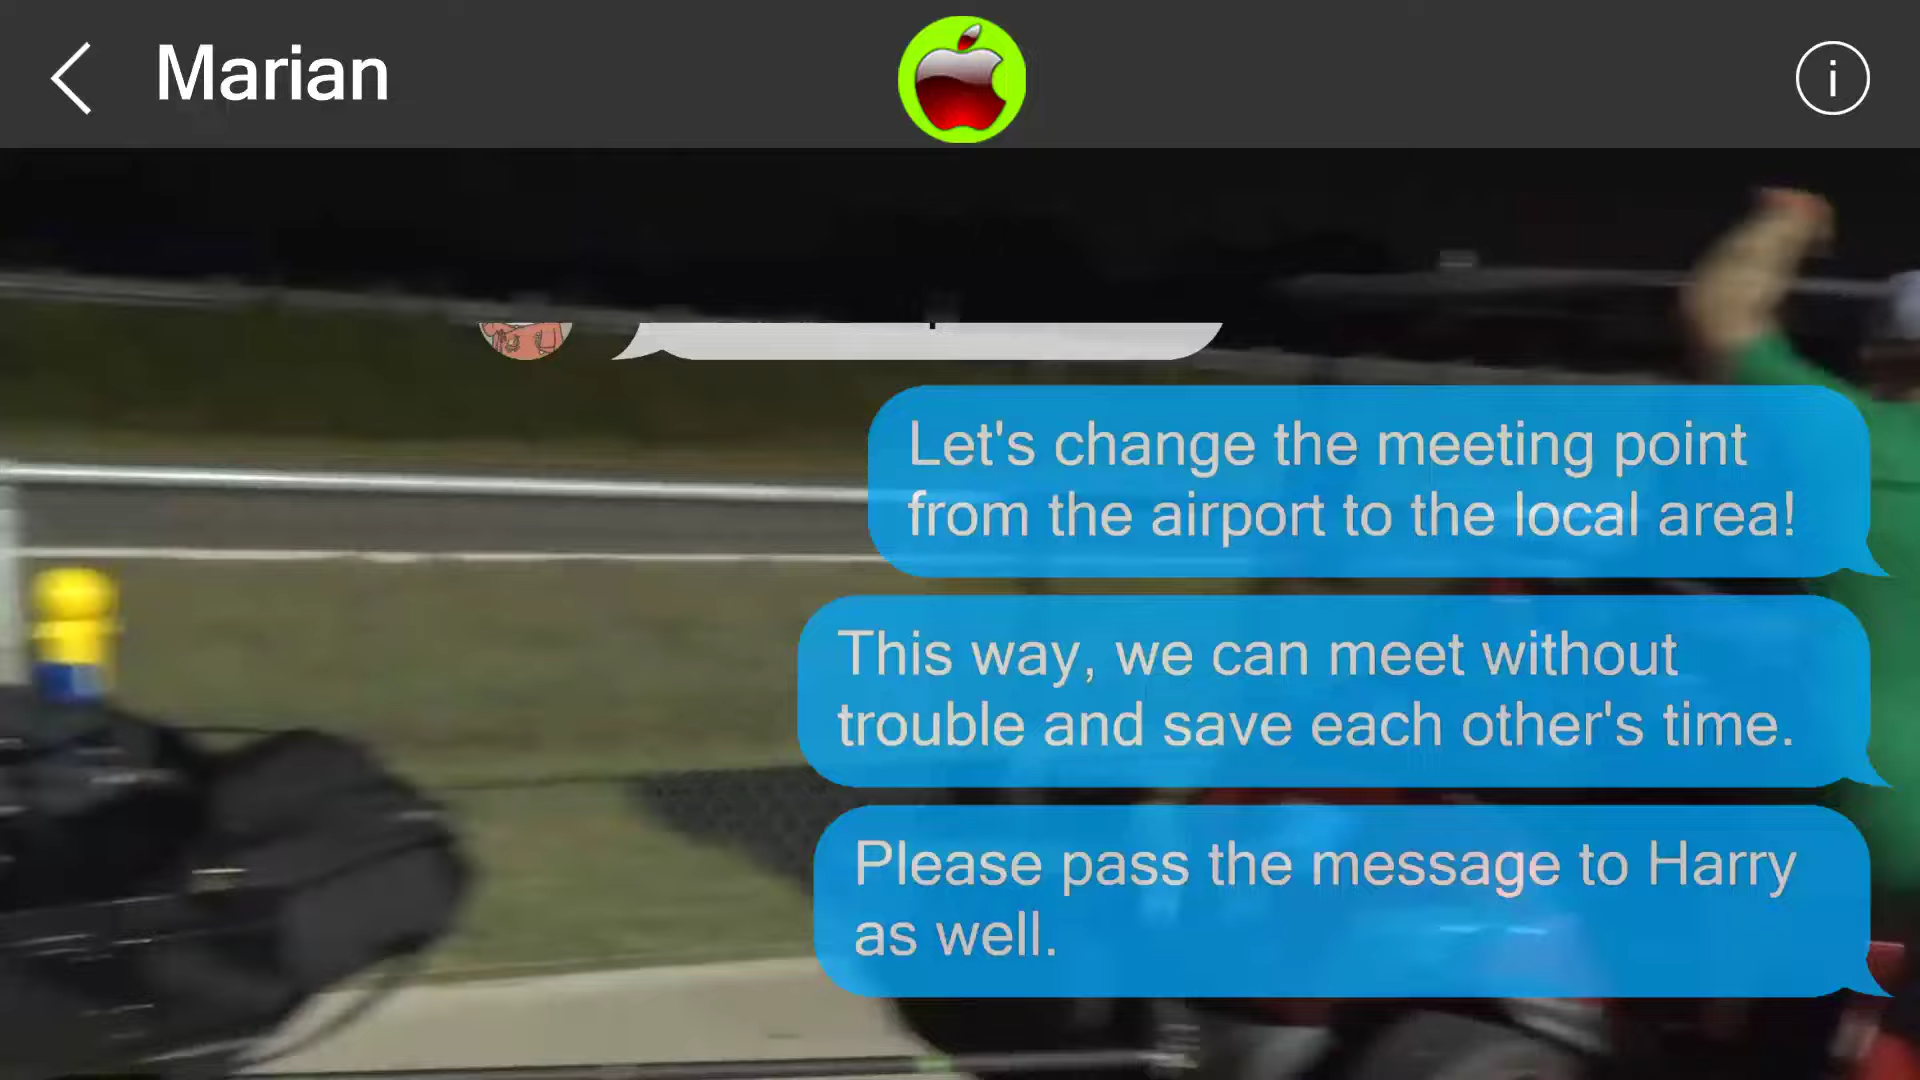 Marian
Let's change the meeting point
from the airport to the local area!
This way, we can meet without
trouble and save each other's time.
Please pass the message to Harry
as well.